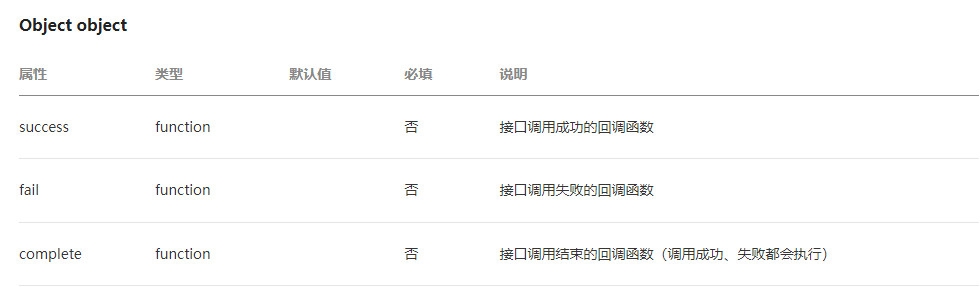 Object object
属性 类型 默认值 必填 说明
success function 否 接口调用成功的回调函数
fail function 否 接口调用失败的回调函数
complete function 否 接口调用结束的回调函数（调用成功、失败都会执行）